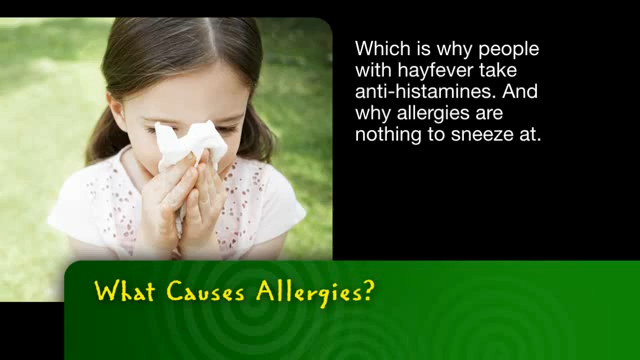 Which is why people
with hayfever take
anti-histamines. And
why allergies are
nothing to sneeze at.
What Causes Allergies?